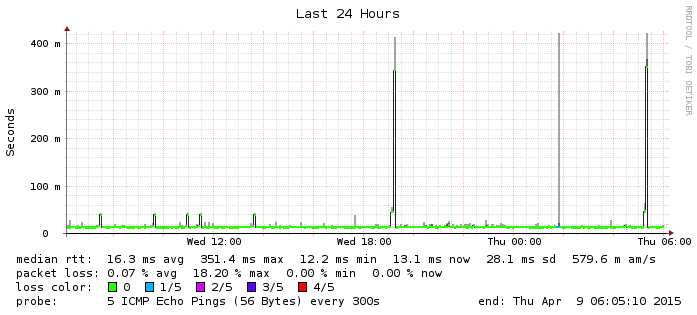 Last 24 Hours
RRDTOOL / TOBI OETIKER
Seconds
400 m
300 m
200 m
100 m
0
Wed 12:00 Wed 18:00 Thu 00:00 Thu 06:00
median rtt: 16.3 ms avg 351.4 ms max 12.2 ms min 13.1 ms now 28.1 ms sd 579.6 m am/s
packet loss: 0.07 % avg 18.20 % max 0.00 % min 0.00 % now
loss color: 0 1/5 2/5 3/5 4/5
probe: 5 ICMP Echo Pings (56 Bytes) every 300s end: Thu Apr 9 06:05:10 2015